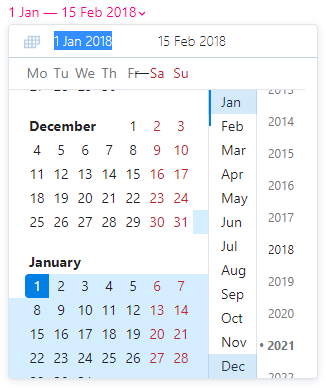 1 Jan — 15 Feb 2018
1 Jan 2018 — 15 Feb 2018
Mo Tu We Th Fr Sa Su
December 1 2 3
4 5 6 7 8 9 10
11 12 13 14 15 16 17
18 19 20 21 22 23 24
25 26 27 28 29 30 31
January
1 2 3 4 5 6 7
8 9 10 11 12 13 14
15 16 17 18 19 20 21
22 23 24 25 26 27 28
Jan
Feb
Mar
Apr
May
Jun
Jul
Aug
Sep
Oct
Nov
Dec
2013
2014
2015
2016
2017
2018
2019
2020
• 2021
2022